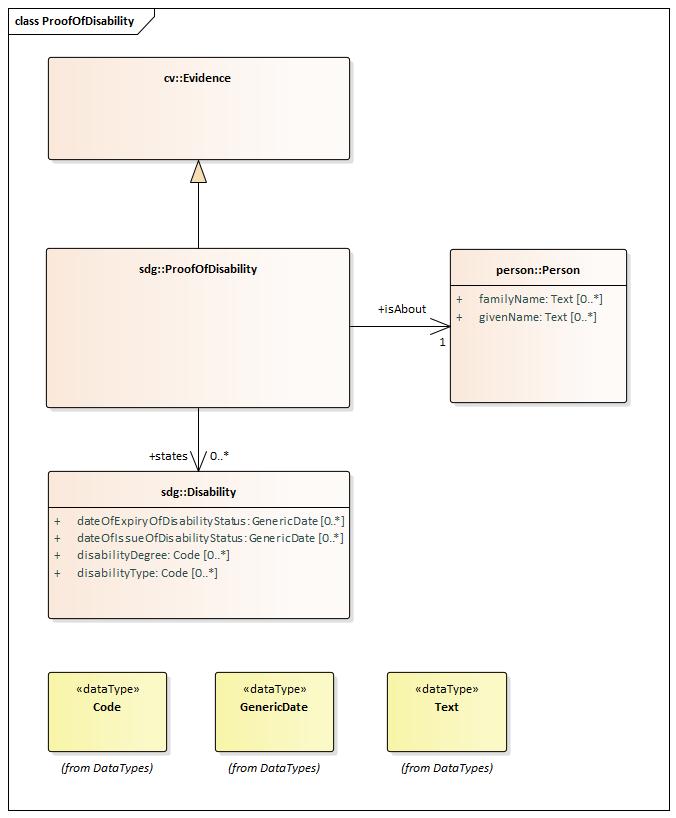 class ProofOfDisability
cv::Evidence
sdg::ProofOfDisability
+isAbout
1
person::Person
+ familyName: Text [0..*]
+ givenName: Text [0..*]
+states 0..*
sdg::Disability
+ dateOfExpiryOfDisabilityStatus: GenericDate [0..*]
+ dateOfIssueOfDisabilityStatus: GenericDate [0..*]
+ disabilityDegree: Code [0..*]
+ disabilityType: Code [0..*]
«dataType»
Code
(from DataTypes)
«dataType»
GenericDate
(from DataTypes)
«dataType»
Text
(from DataTypes)